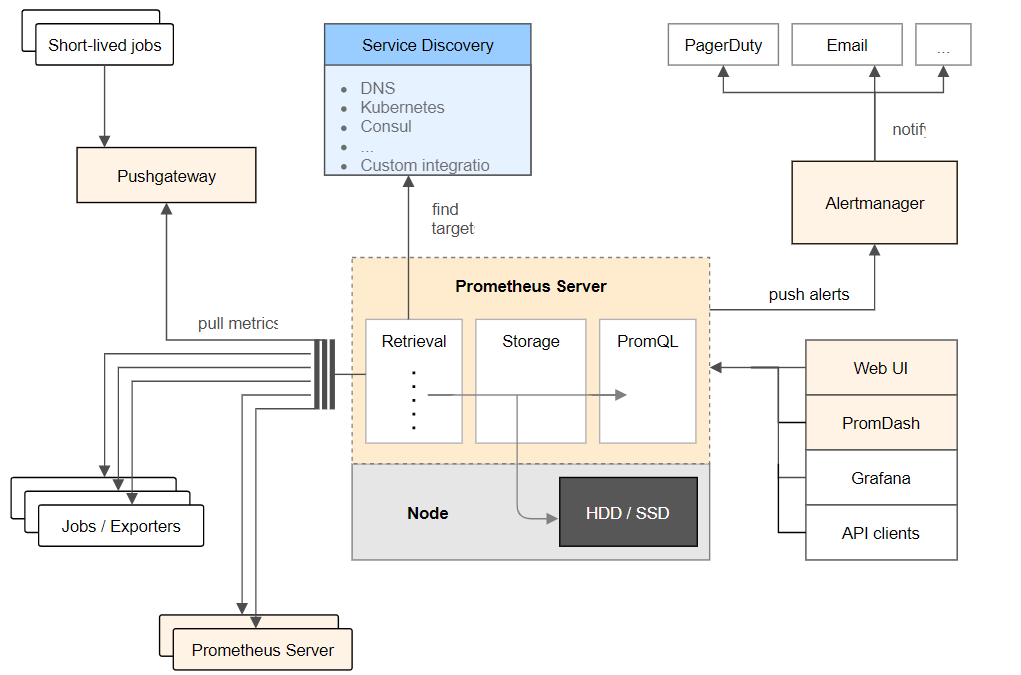 Short-lived jobs
Pushgateway
Service Discovery
DNS
Kubernetes
Consul
...
Custom integratio
find
target
PagerDuty
Email
...
notify
Alertmanager
push alerts
pull metrics
Prometheus Server
Retrieval
Storage
PromQL
Node
HDD / SSD
Web UI
PromDash
Grafana
API clients
Jobs / Exporters
Prometheus Server